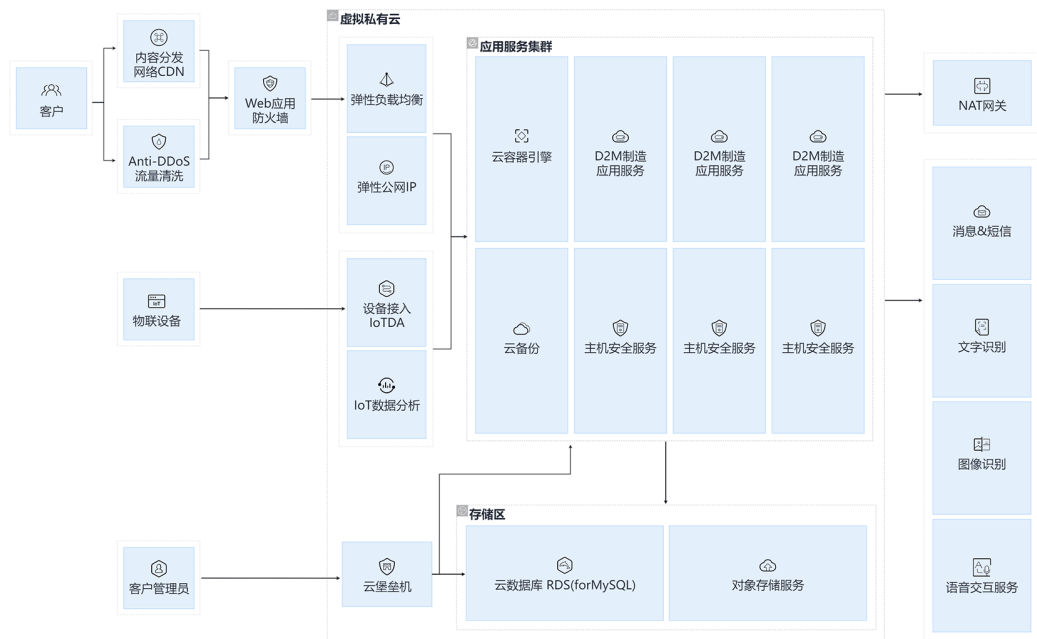 虚拟私有云
客户
内容分发
网络CDN
Anti-DDoS
流量清洗
Web应用
防火墙
弹性负载均衡
弹性公网IP
物联设备
设备接入
IoTDA
IoT数据分析
应用服务集群
云容器引擎
D2M制造
应用服务
D2M制造
应用服务
D2M制造
应用服务
云备份
主机安全服务
主机安全服务
主机安全服务
客户管理员
云堡垒机
存储区
云数据库 RDS(forMySQL)
对象存储服务
NAT网关
消息&短信
文字识别
图像识别
语音交互服务